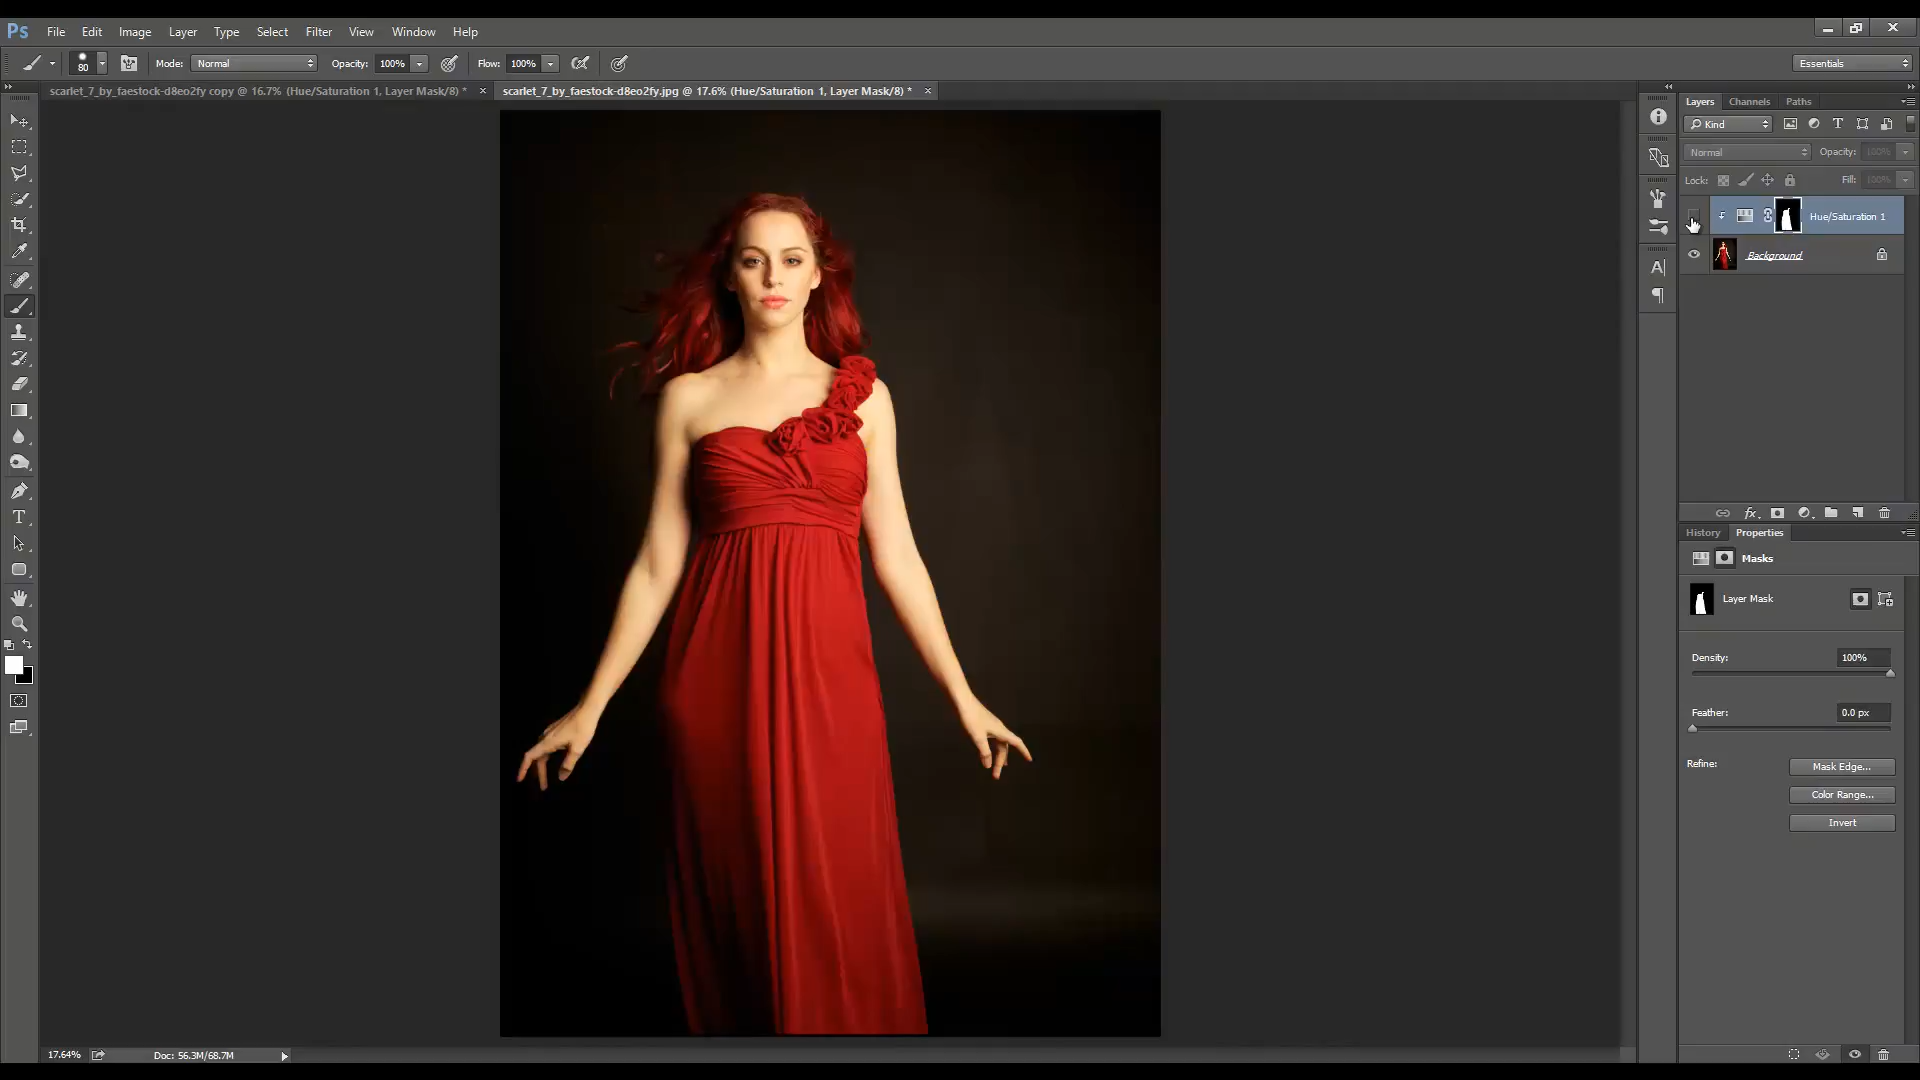 Ps File Edit Image Layer Type Select Filter View Window Help
80 Mode: Normal Opacity: 100% Flow: 100% Essentials
scarlet_7_by_faestock-d8eo2fy copy @ 16.7% (Hue/Saturation 1, Layer Mask/8) * scarlet_7_by_faestock-d8eo2fy.jpg @ 17.6% (Hue/Saturation 1, Layer Mask/8) *
Layers Channels Paths
Kind
Normal Opacity: 100%
Lock: Fill: 100%
Hue/Saturation 1
Background
fx
History Properties
Masks
Layer Mask
Density: 100%
Feather: 0.0 px
Refine: Mask Edge...
Color Range...
Invert
17.64% Doc: 56.3M/68.7M